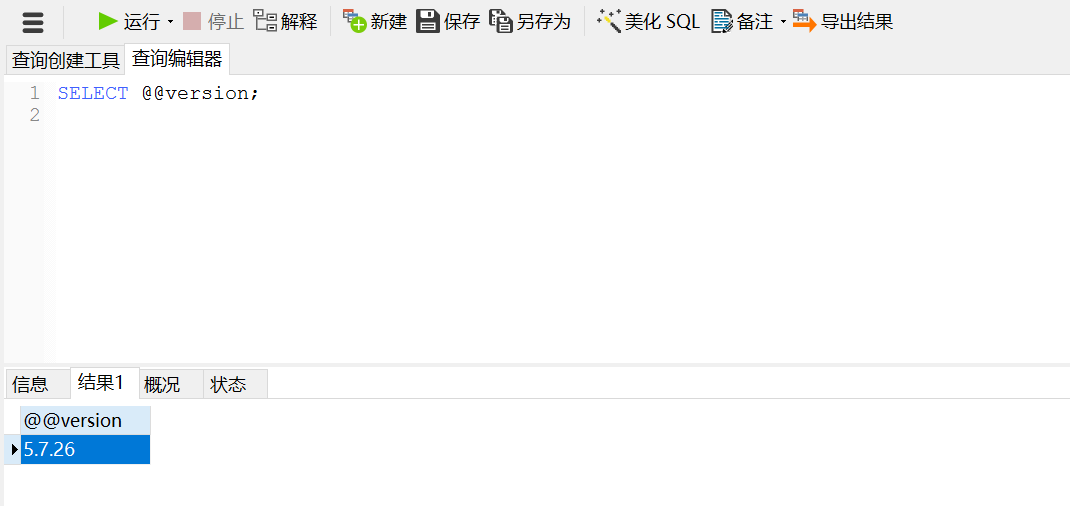 运行 停止 解释 新建 保存 另存为 美化 SQL 备注 导出结果
查询创建工具 查询编辑器
1 SELECT @@version;
2
信息 结果1 概况 状态
@@version
5.7.26